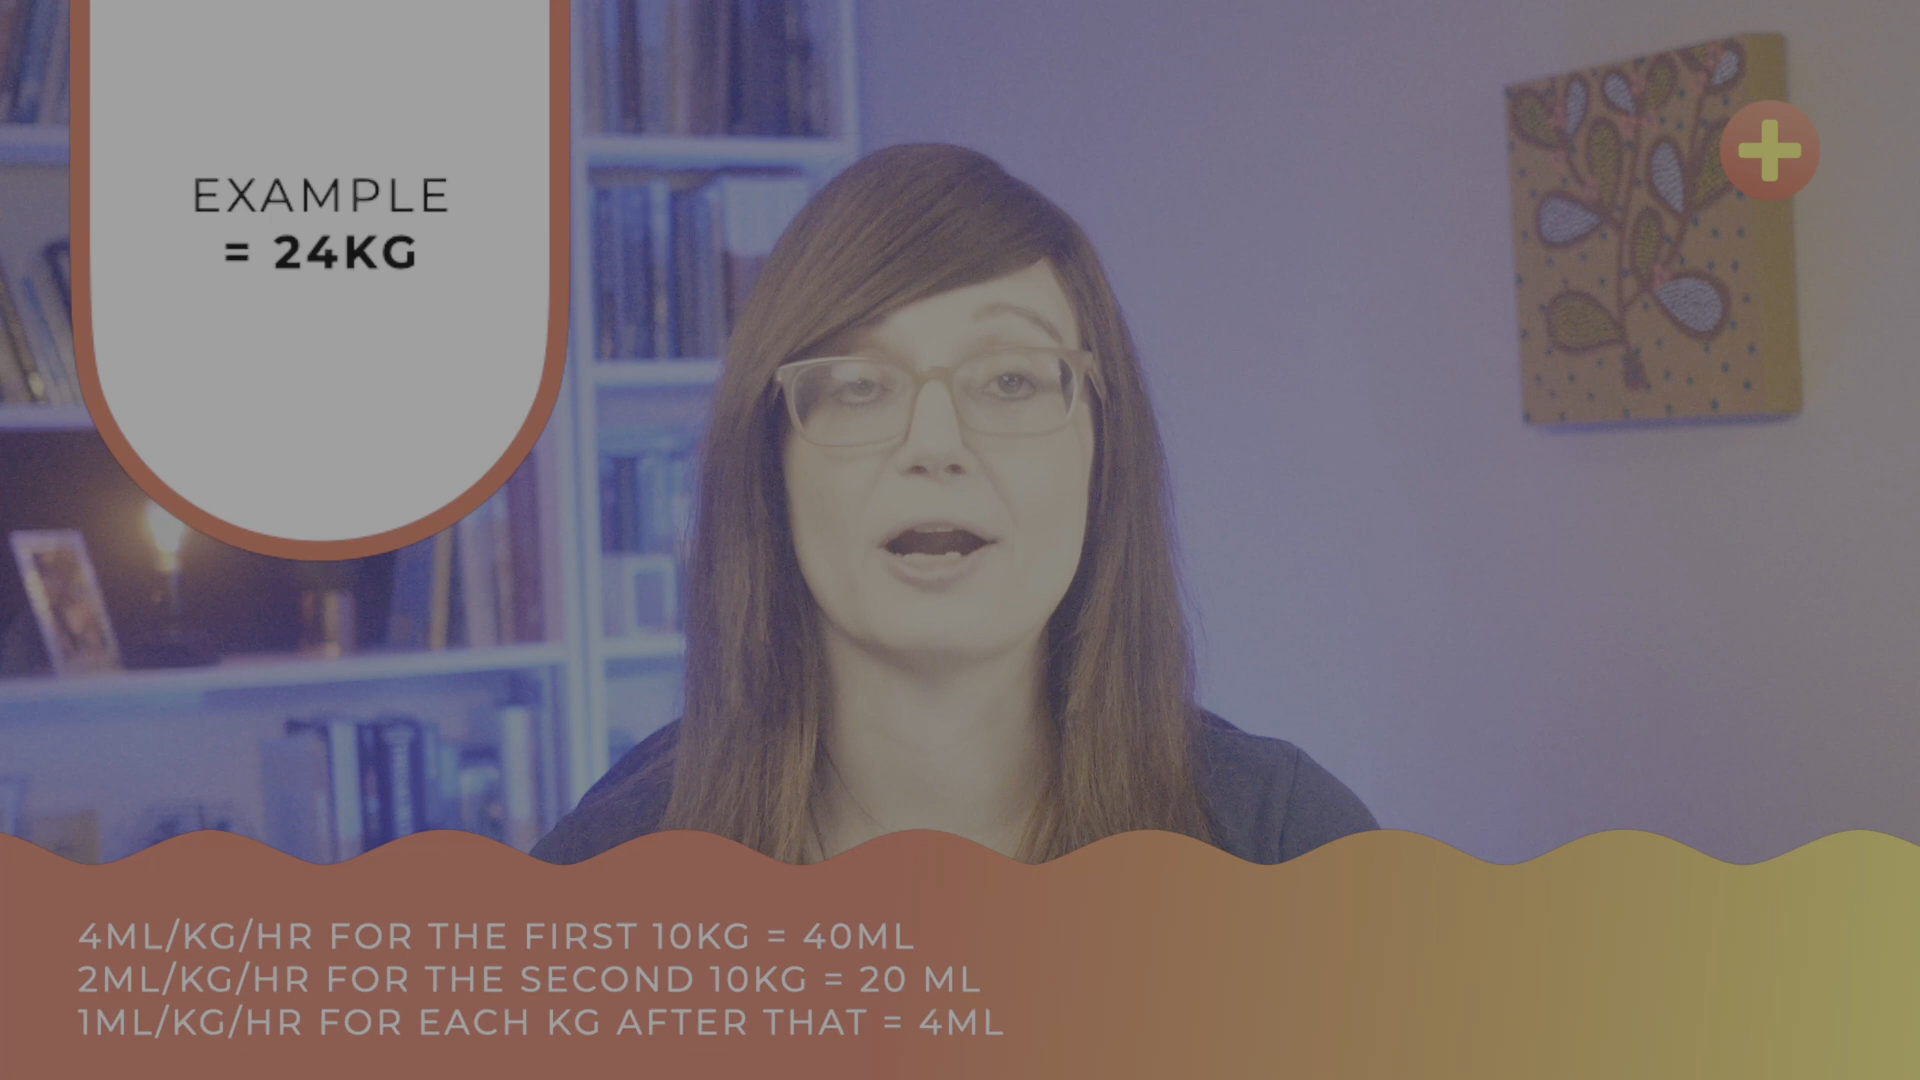 EXAMPLE
= 24KG
4ML/KG/HR FOR THE FIRST 10KG = 40ML
2ML/KG/HR FOR THE SECOND 10KG = 20 ML
1ML/KG/HR FOR EACH KG AFTER THAT = 4ML